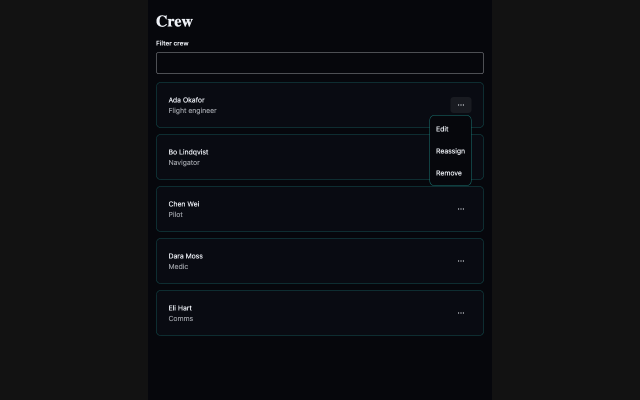 Crew
Filter crew
Ada Okafor
Flight engineer
...
Edit
Reassign
Remove
Bo Lindqvist
Navigator
Chen Wei
Pilot
...
Dara Moss
Medic
...
Eli Hart
Comms
...